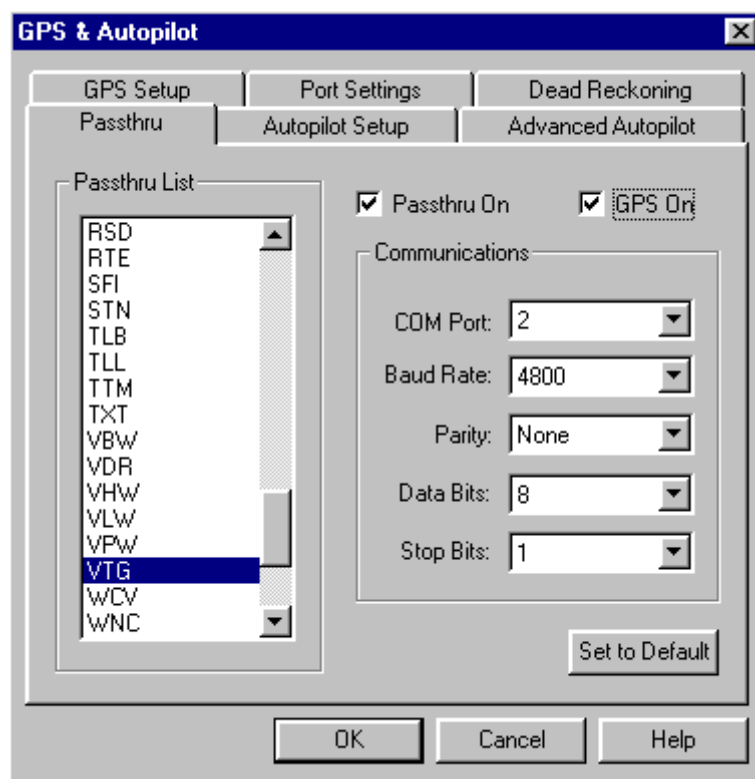 GPS & Autopilot
GPS Setup
Port Settings
Dead Reckoning
Passthru
Autopilot Setup
Advanced Autopilot
Passthru List
RSD
RTE
SFI
STN
TLB
TLL
TTM
TXT
VBW
VDR
VHW
VLW
VPW
VTG
WCV
WNC
Passthru On
GPS On
Communications
COM Port: 2
Baud Rate: 4800
Parity: None
Data Bits: 8
Stop Bits: 1
Set to Default
OK
Cancel
Help